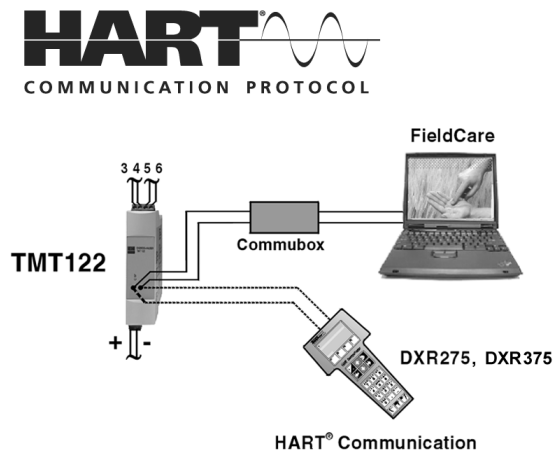 HART®
COMMUNICATION PROTOCOL
FieldCare
3 4 5 6
Commubox
TMT122
+ -
DXR275, DXR375
HART® Communication